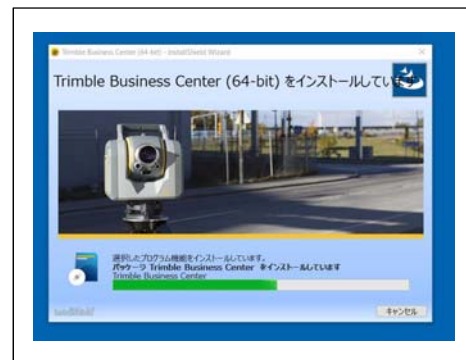 Trimble Business Center (64-bit) - InstallShield Wizard
Trimble Business Center (64-bit) をインストールしています
選択したプログラム機能をインストールしています。
パッケージ Trimble Business Center をインストールしています
Trimble Business Center
InstallShield
キャンセル